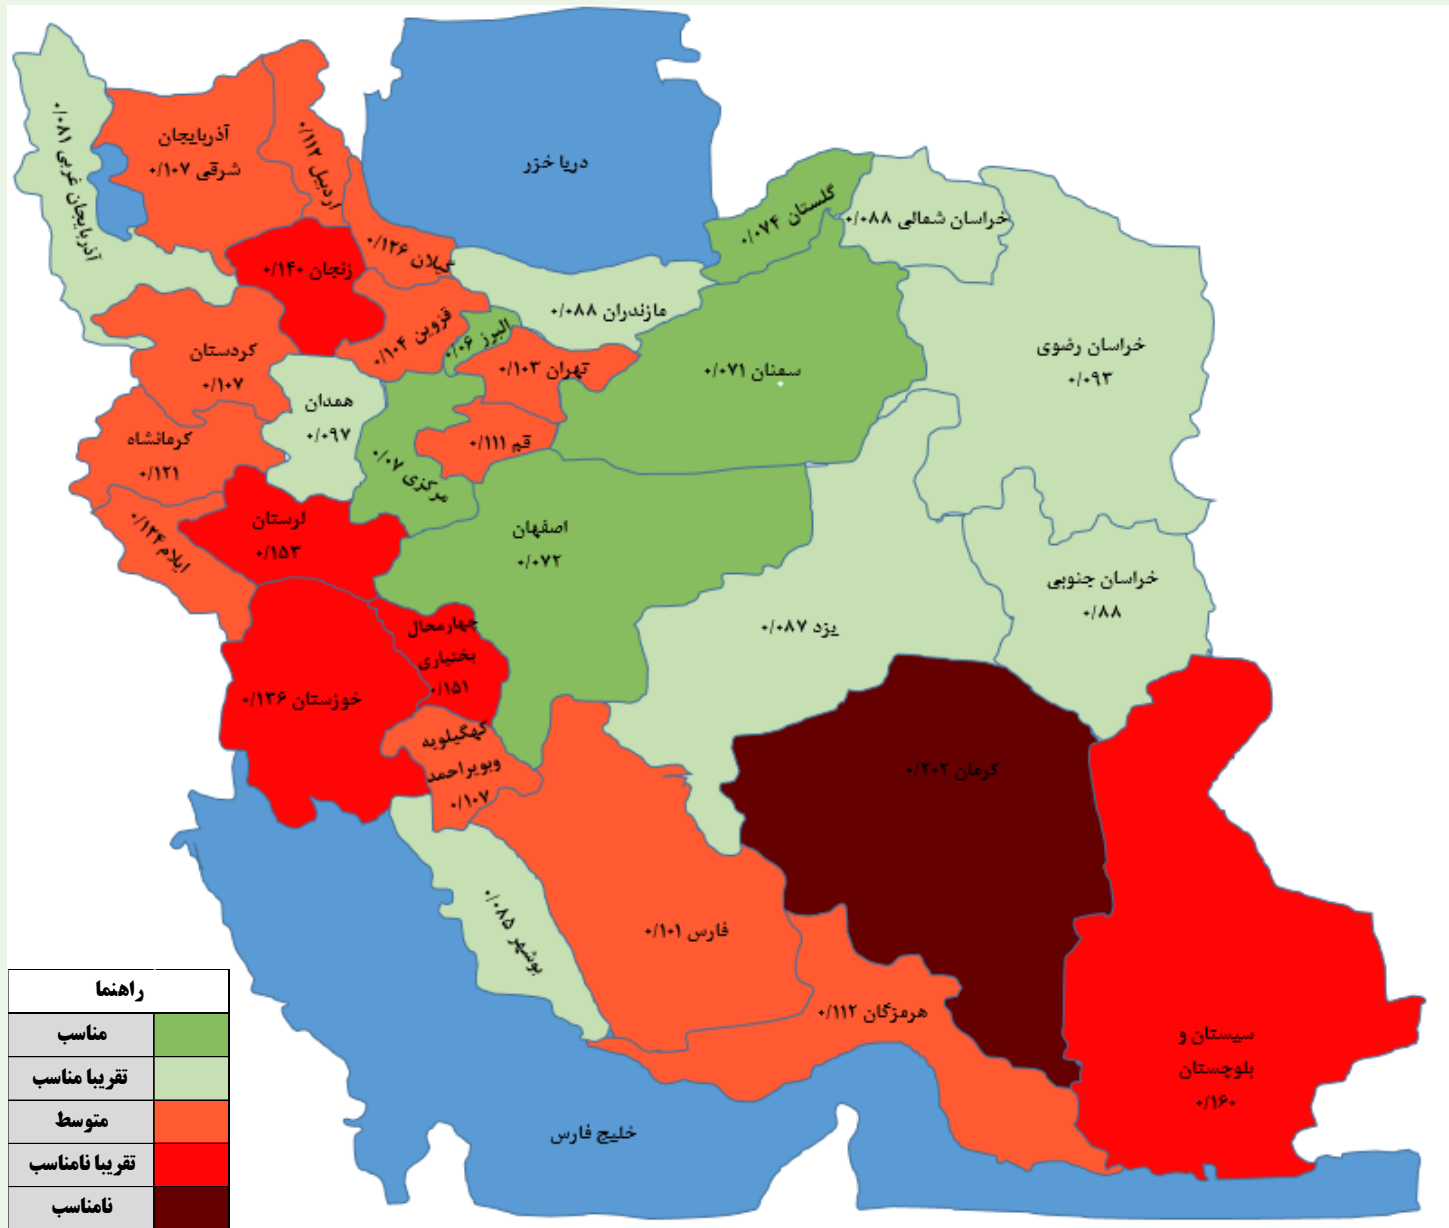 دریا خزر
آذربایجان غربی ۰/۰۸۱
آذربایجان
شرقی ۰/۱۰۷
اردبیل ۰/۱۱۲
گیلان ۰/۱۲۶
زنجان ۰/۱۴۰
گلستان ۰/۰۷۴
خراسان شمالی ۰/۰۸۸
مازندران ۰/۰۸۸
قزوین ۰/۱۰۴
البرز ۰/۰۶
تهران ۰/۱۰۳
سمنان ۰/۰۷۱
خراسان رضوی
۰/۰۹۳
کردستان
۰/۱۰۷
همدان
۰/۰۹۷
کرمانشاه
۰/۱۲۱
مرکزی ۰/۰۷
قم ۰/۱۱۱
ایلام ۰/۱۲۴
لرستان
۰/۱۵۳
اصفهان
۰/۰۷۲
خراسان جنوبی
۰/۸۸
یزد ۰/۰۸۷
چهارمحال
بختیاری
۰/۱۵۱
خوزستان ۰/۱۳۶
کهگیلویه
وبویراحمد
۰/۱۰۷
کرمان ۰/۲۰۲
فارس ۰/۱۰۱
بوشهر ۰/۰۸۵
هرمزگان ۰/۱۱۲
سیستان و
بلوچستان
۰/۱۶۰
خلیج فارس
راهنما
مناسب
تقریبا مناسب
متوسط
تقریبا نامناسب
نامناسب